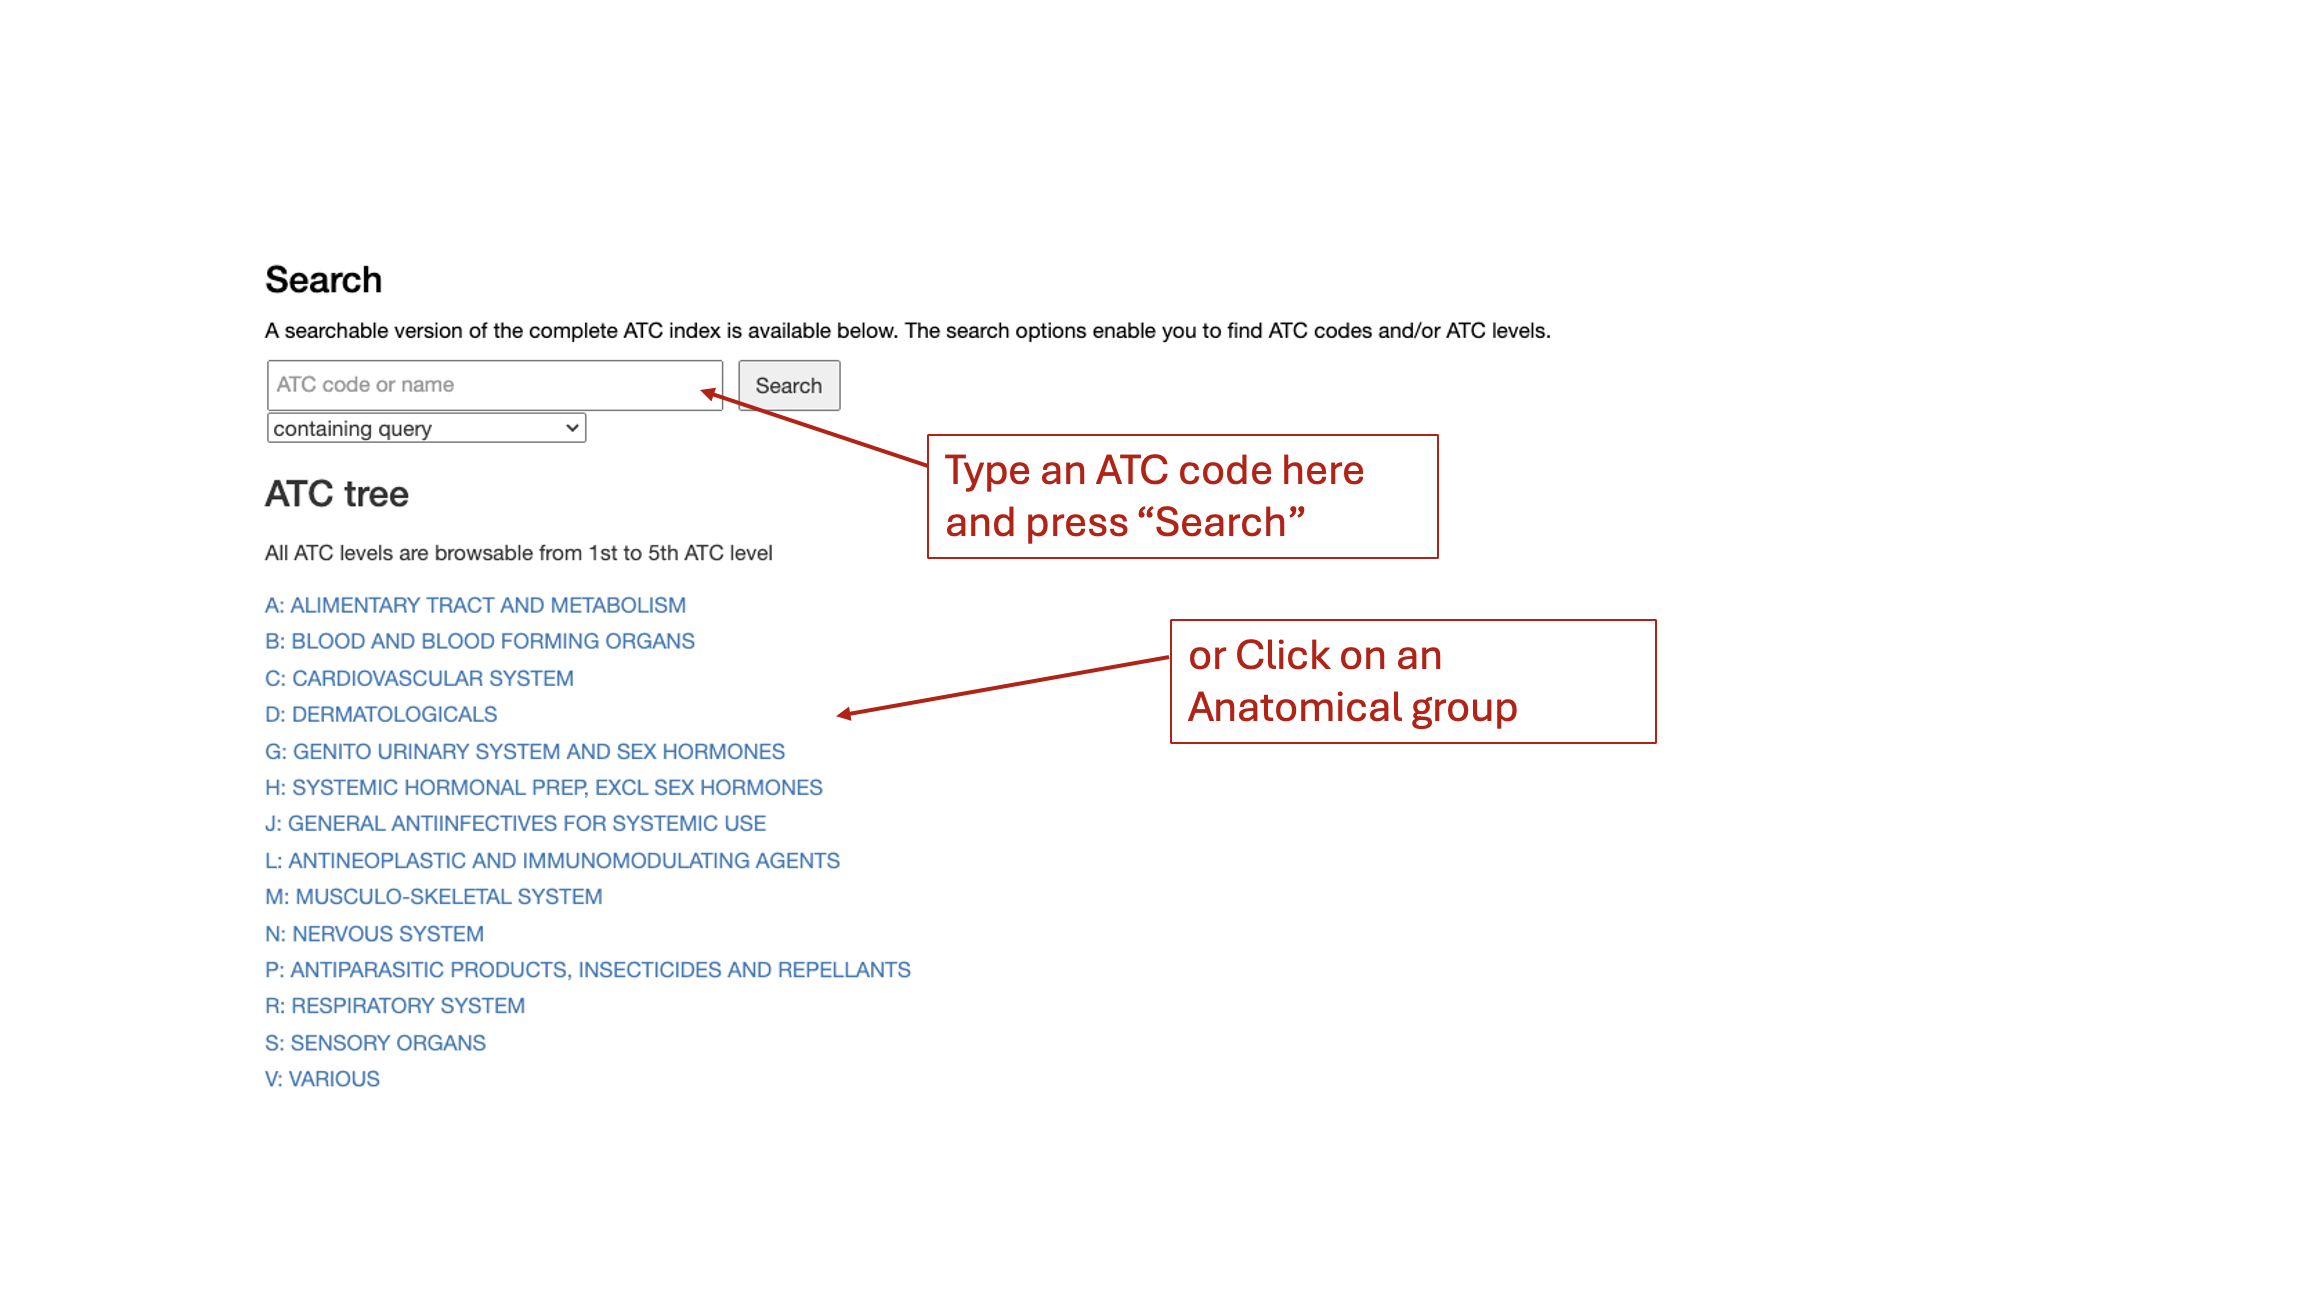 Search
A searchable version of the complete ATC index is available below. The search options enable you to find ATC codes and/or ATC levels.
ATC code or name
Search
containing query
Type an ATC code here
and press “Search”
ATC tree
All ATC levels are browsable from 1st to 5th ATC level
A: ALIMENTARY TRACT AND METABOLISM
B: BLOOD AND BLOOD FORMING ORGANS
C: CARDIOVASCULAR SYSTEM
D: DERMATOLOGICALS
or Click on an
Anatomical group
G: GENITO URINARY SYSTEM AND SEX HORMONES
H: SYSTEMIC HORMONAL PREP, EXCL SEX HORMONES
J: GENERAL ANTIINFECTIVES FOR SYSTEMIC USE
L: ANTINEOPLASTIC AND IMMUNOMODULATING AGENTS
M: MUSCULO-SKELETAL SYSTEM
N: NERVOUS SYSTEM
P: ANTIPARASITIC PRODUCTS, INSECTICIDES AND REPELLANTS
R: RESPIRATORY SYSTEM
S: SENSORY ORGANS
V: VARIOUS